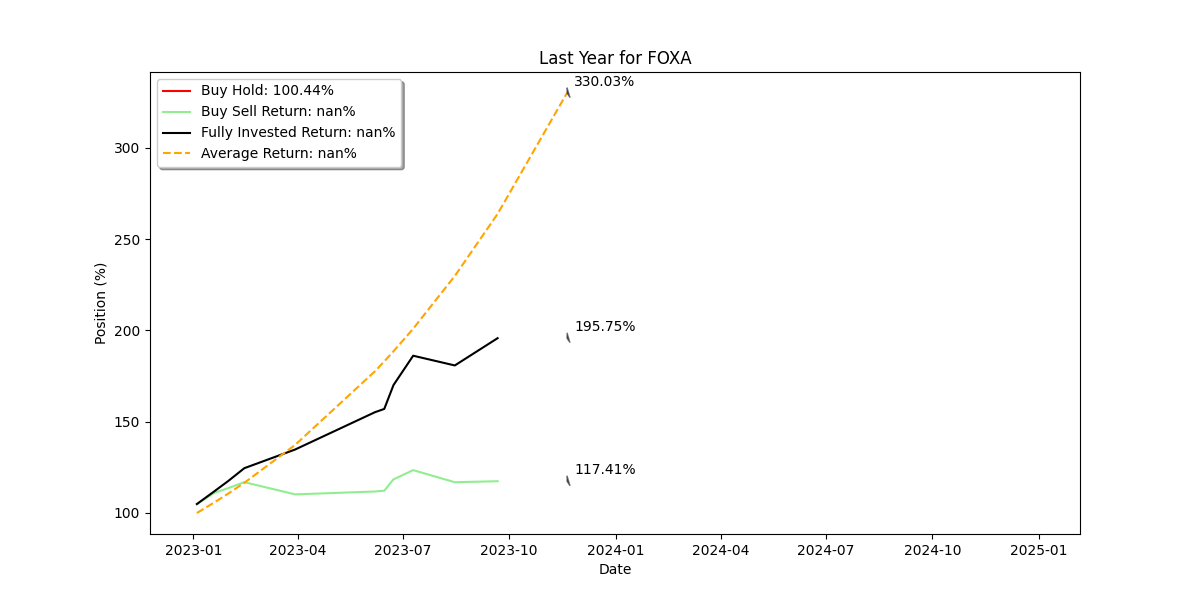 Last Year for FOXA
330.03%
Buy Hold: 100.44%
Buy Sell Return: nan%
Fully Invested Return: nan%
Average Return: nan%
300
250
200
150
100
Position (%)
195.75%
117.41%
2023-01 2023-04 2023-07 2023-10 2024-01 2024-04 2024-07 2024-10 2025-01
Date